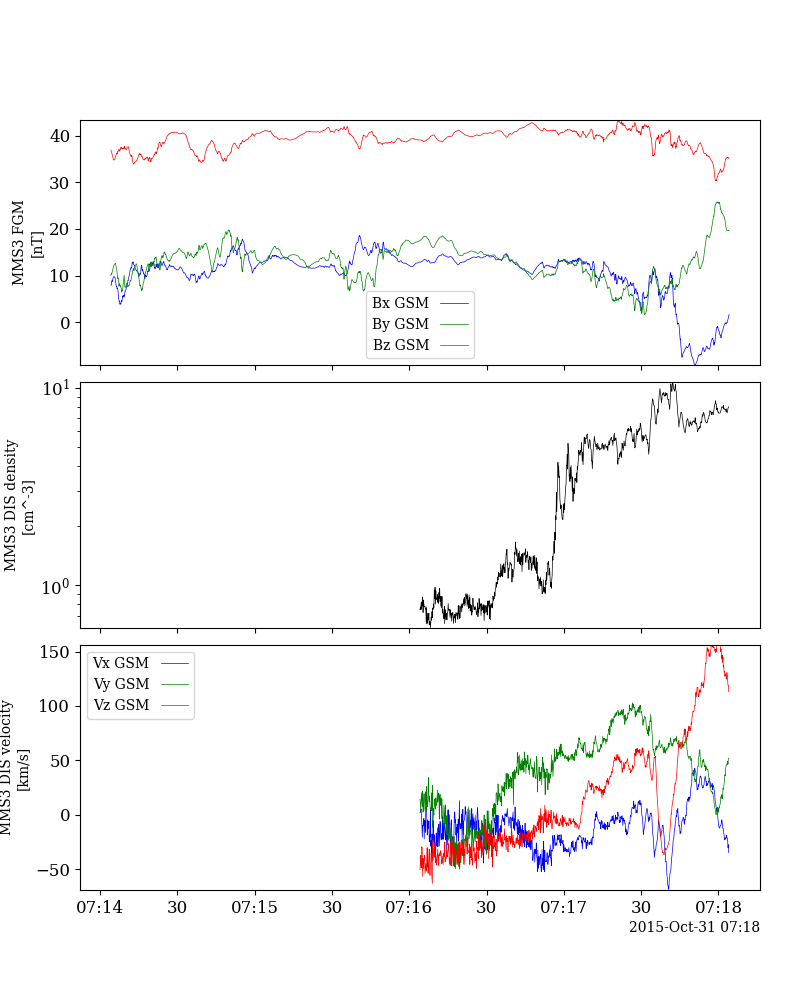 MMS3 FGM
[nT]
40
30
20
10
0
Bx GSM
By GSM
Bz GSM
MMS3 DIS density
[cm^-3]
10^1
10^0
MMS3 DIS velocity
[km/s]
150
100
50
0
−50
Vx GSM
Vy GSM
Vz GSM
07:14 30 07:15 30 07:16 30 07:17 30 07:18
2015-Oct-31 07:18